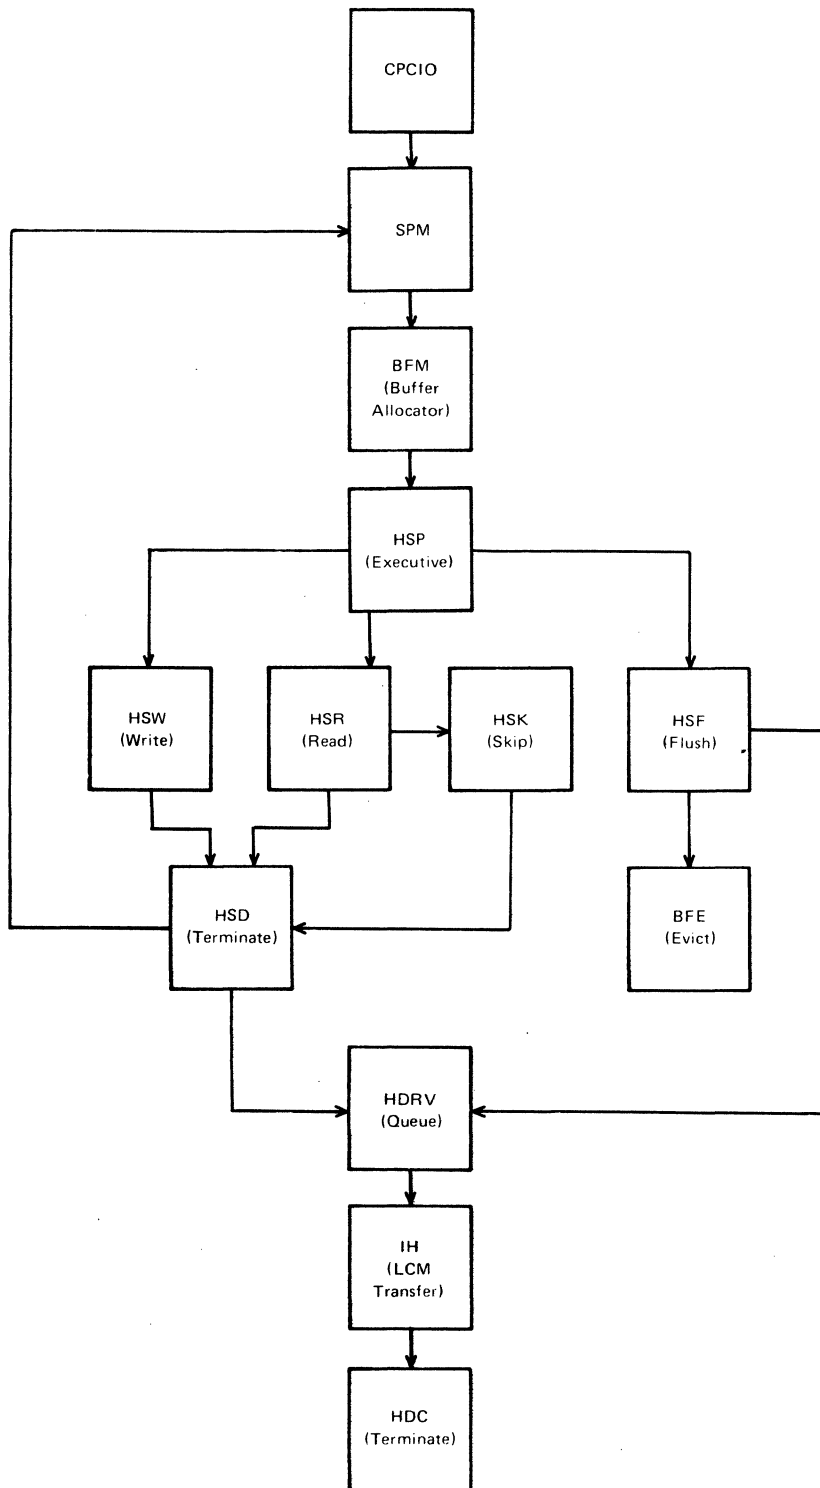 CPCIO
SPM
BFM
(Buffer
Allocator)
HSP
(Executive)
HSW
(Write)
HSR
(Read)
HSK
(Skip)
HSF
(Flush)
HSD
(Terminate)
BFE
(Evict)
HDRV
(Queue)
IH
(LCM
Transfer)
HDC
(Terminate)